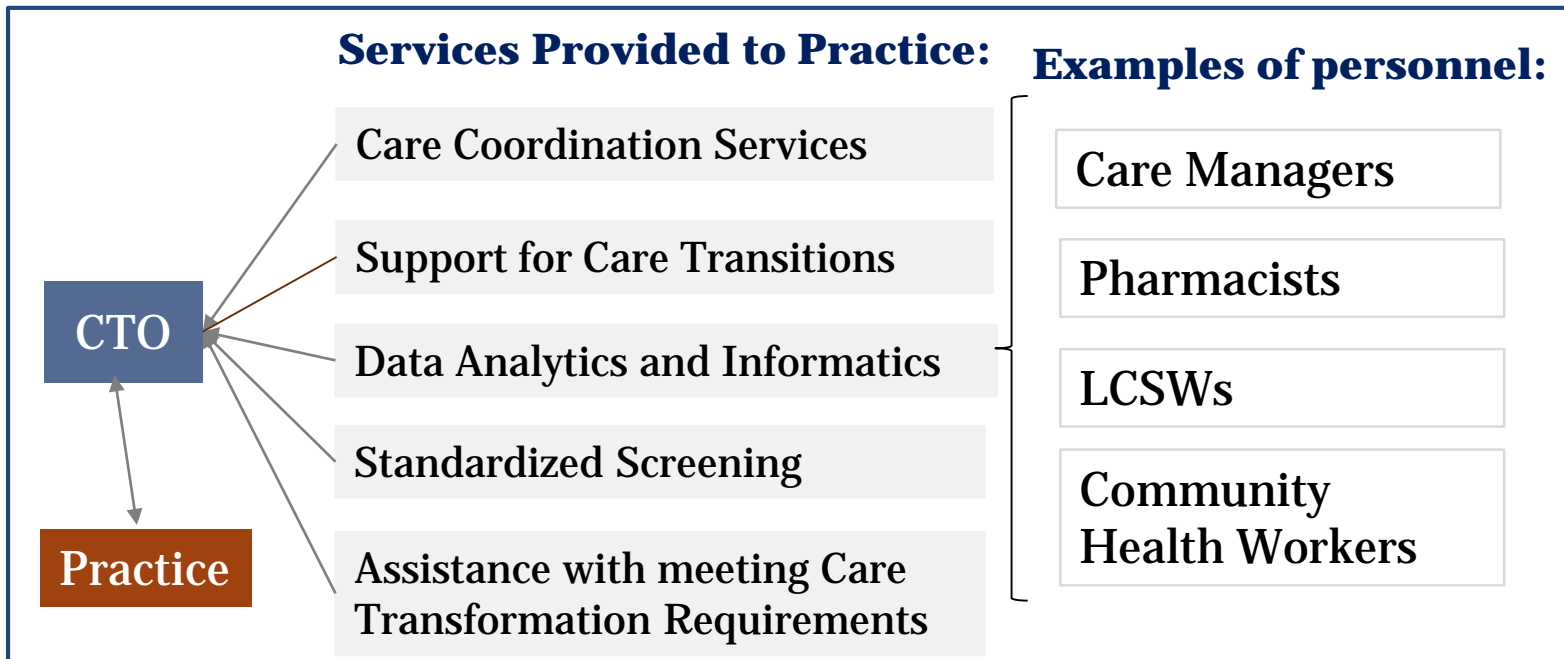 Services Provided to Practice:
Examples of personnel:
Care Coordination Services
Support for Care Transitions
Data Analytics and Informatics
Standardized Screening
Assistance with meeting Care
Transformation Requirements
CTO
Practice
Care Managers
Pharmacists
LCSWs
Community
Health Workers